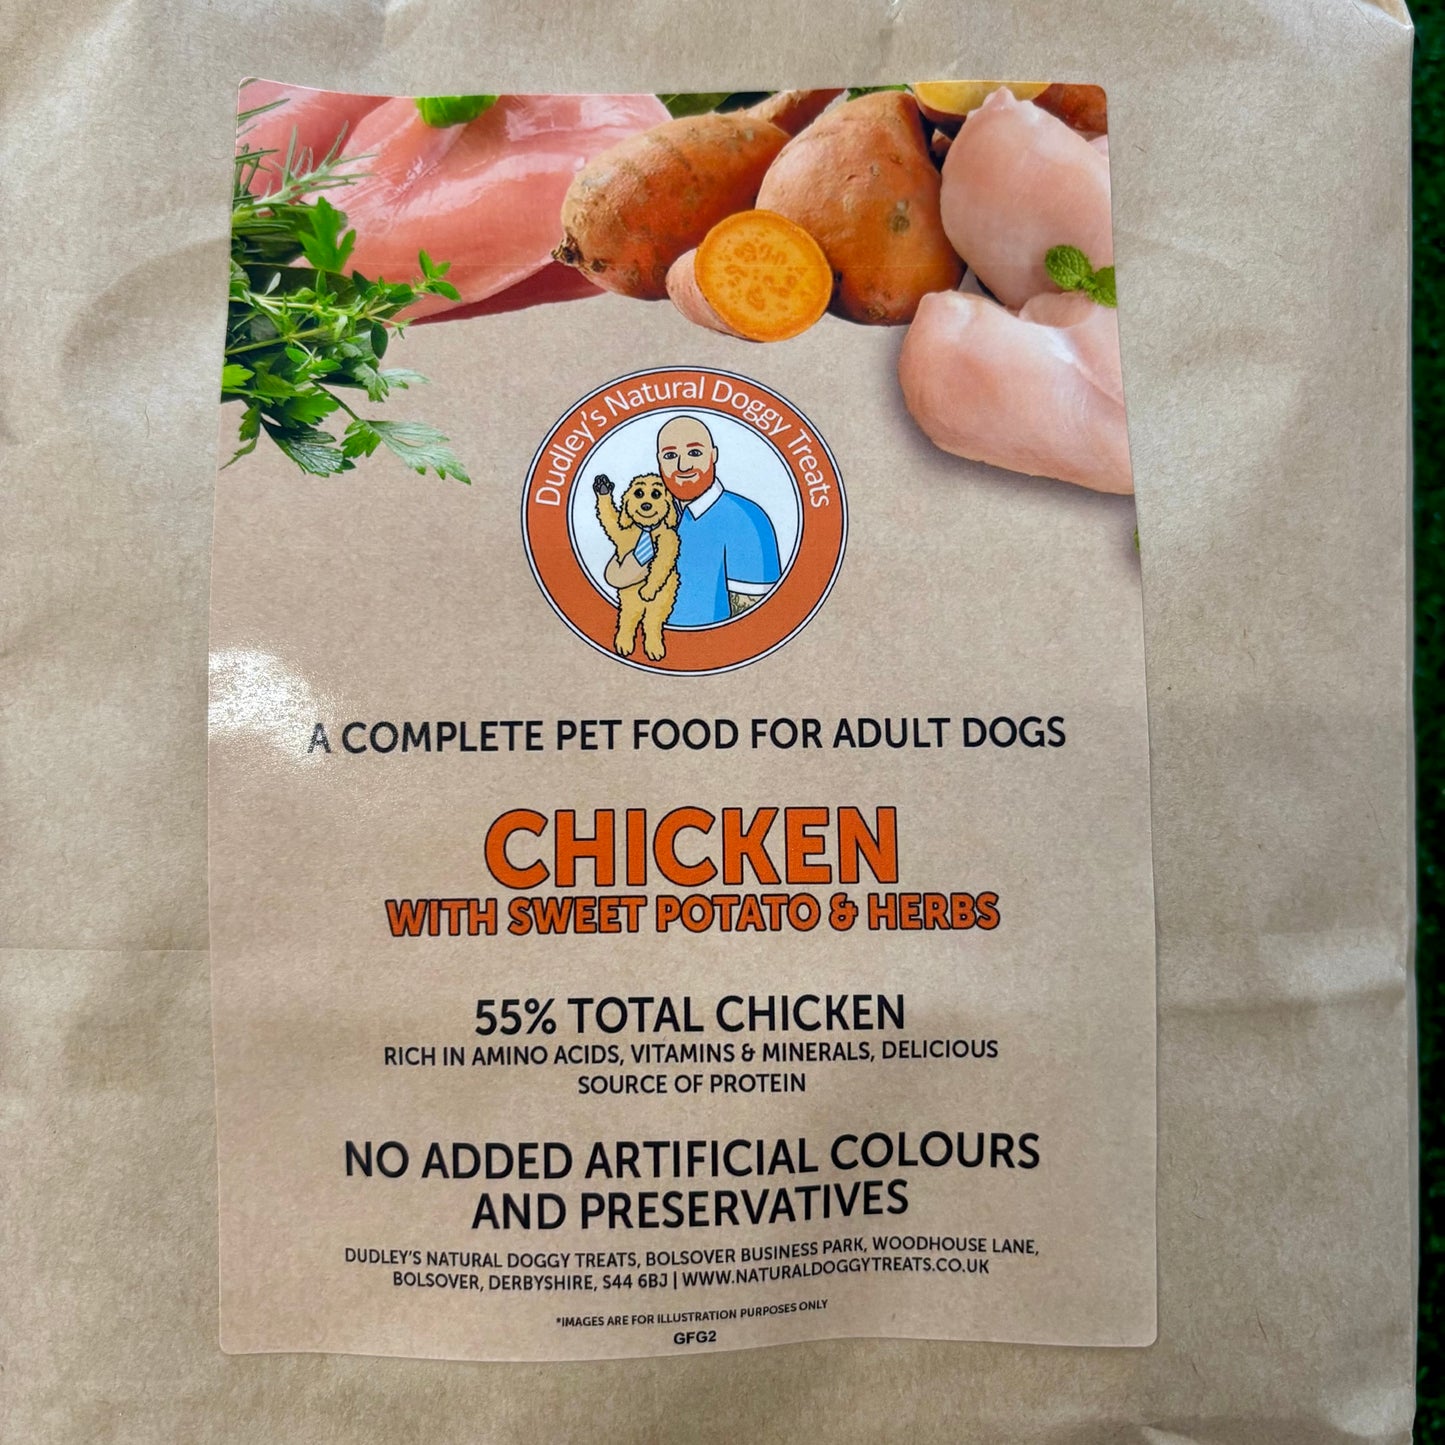 Dudley's Natural Doggy Treats
A COMPLETE PET FOOD FOR ADULT DOGS
CHICKEN
WITH SWEET POTATO & HERBS
55% TOTAL CHICKEN
RICH IN AMINO ACIDS, VITAMINS & MINERALS, DELICIOUS
SOURCE OF PROTEIN
NO ADDED ARTIFICIAL COLOURS
AND PRESERVATIVES
DUDLEY'S NATURAL DOGGY TREATS, BOLSOVER BUSINESS PARK, WOODHOUSE LANE,
BOLSOVER, DERBYSHIRE, S44 6BJ | WWW.NATURALDOGGYTREATS.CO.UK
*IMAGES ARE FOR ILLUSTRATION PURPOSES ONLY
GFG2